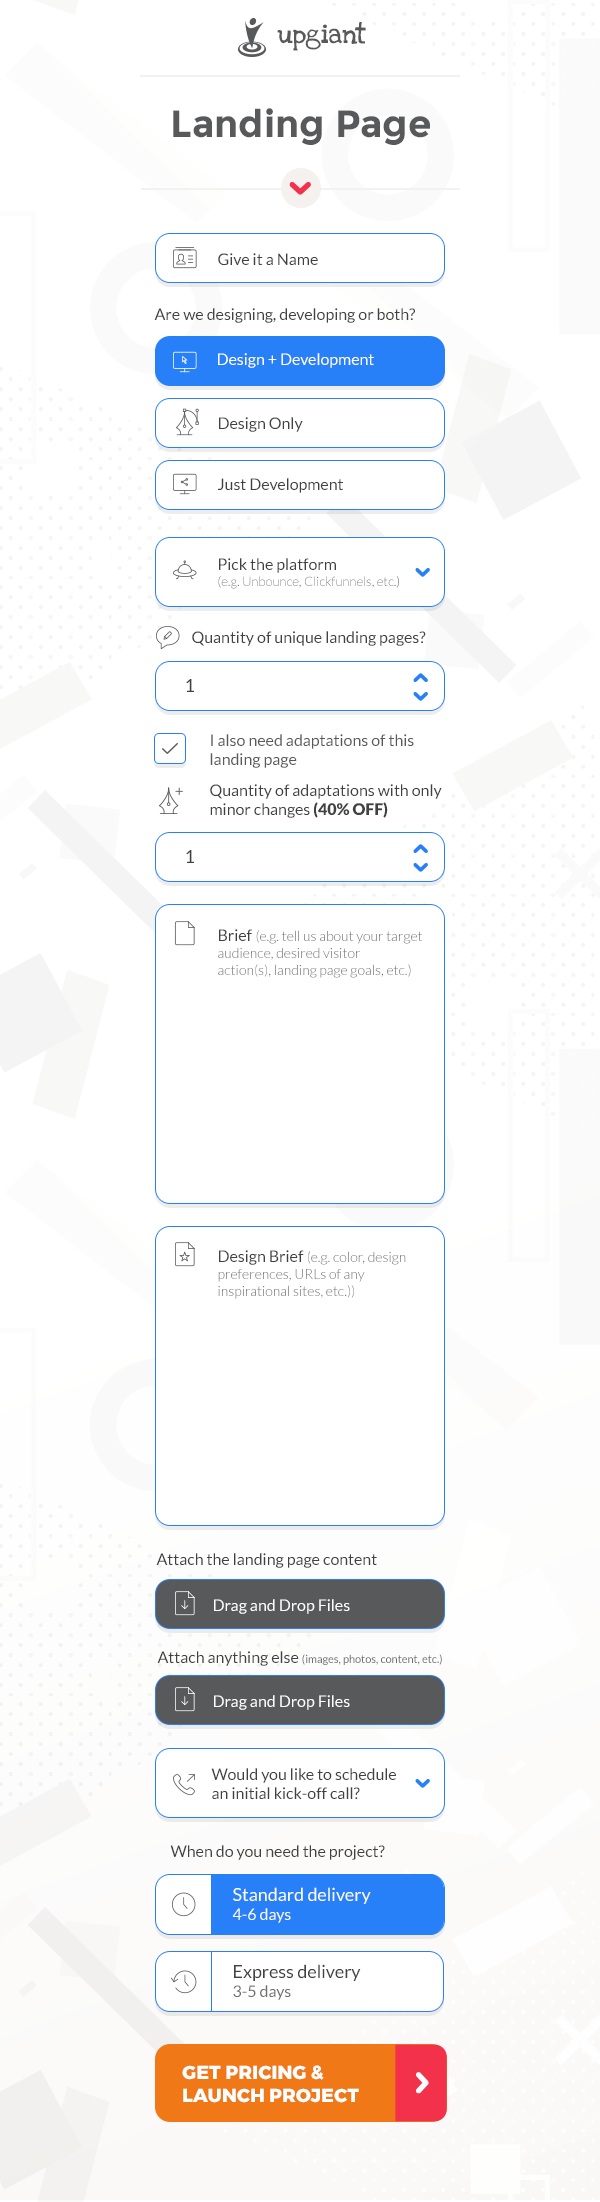 upgiant
Landing Page
Give it a Name
Are we designing, developing or both?
Design + Development
Design Only
Just Development
Pick the platform
(e.g. Unbounce, Clickfunnels, etc.)
Quantity of unique landing pages?
1
I also need adaptations of this
landing page
Quantity of adaptations with only
minor changes (40% OFF)
1
Brief (e.g. tell us about your target
audience, desired visitor
action(s), landing page goals, etc.)
Design Brief (e.g. color, design
preferences, URLs of any
inspirational sites, etc.))
Attach the landing page content
Drag and Drop Files
Attach anything else (images, photos, content, etc.)
Drag and Drop Files
Would you like to schedule
an initial kick-off call?
When do you need the project?
Standard delivery
4-6 days
Express delivery
3-5 days
GET PRICING &
LAUNCH PROJECT